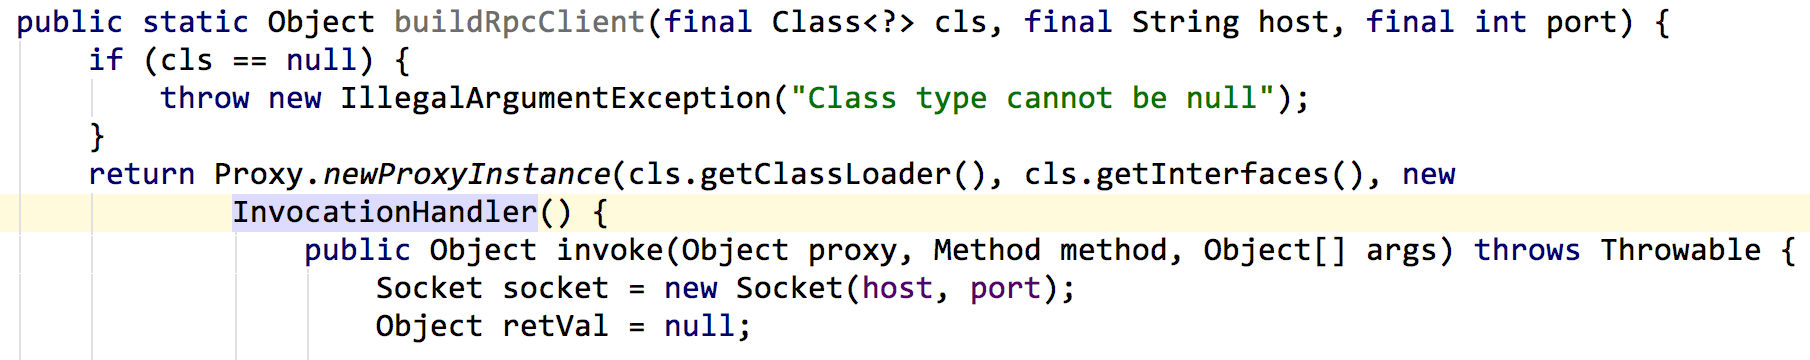 public static Object buildRpcClient(final Class<?> cls, final String host, final int port) {
if (cls == null) {
throw new IllegalArgumentException("Class type cannot be null");
}
return Proxy.newProxyInstance(cls.getClassLoader(), cls.getInterfaces(), new
InvocationHandler() {
public Object invoke(Object proxy, Method method, Object[] args) throws Throwable {
Socket socket = new Socket(host, port);
Object retVal = null;